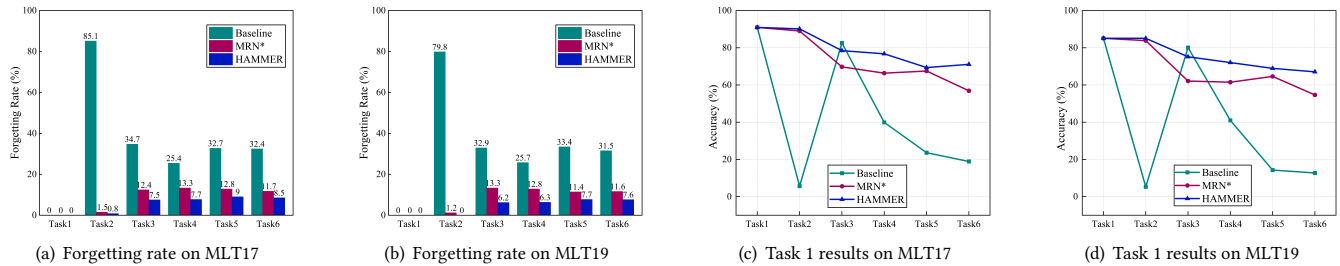 100
80
60
40
20
0
Forgetting Rate (%)
Baseline
MRN*
HAMMER
0 0 0
85.1
1.5
0.8
34.7
12.4
7.5
25.4
13.3
7.7
32.7
12.8
9
32.4
11.7
8.5
Task1 Task2 Task3 Task4 Task5 Task6
(a) Forgetting rate on MLT17
100
80
60
40
20
0
Forgetting Rate (%)
Baseline
MRN*
HAMMER
0 0 0
79.8
1.2
0
32.9
13.3
6.2
25.7
12.8
6.3
33.4
11.4
7.7
31.5
11.6
7.6
Task1 Task2 Task3 Task4 Task5 Task6
(b) Forgetting rate on MLT19
100
80
60
40
20
0
Accuracy (%)
Baseline
MRN*
HAMMER
Task1 Task2 Task3 Task4 Task5 Task6
(c) Task 1 results on MLT17
100
80
60
40
20
0
Accuracy (%)
Baseline
MRN*
HAMMER
Task1 Task2 Task3 Task4 Task5 Task6
(d) Task 1 results on MLT19